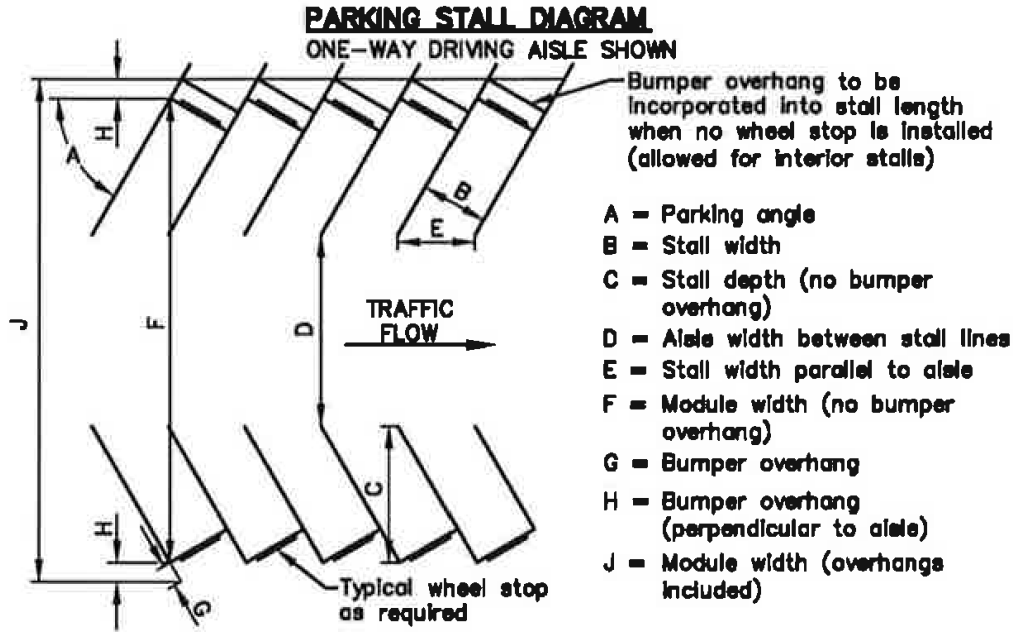 PARKING STALL DIAGRAM
ONE-WAY DRIVING AISLE SHOWN
Bumper overhang to be
incorporated into stall length
when no wheel stop is installed
(allowed for interior stalls)
H
A
B
E
J
F
D
TRAFFIC
FLOW
C
H
G
Typical wheel stop
as required
A = Parking angle
B = Stall width
C = Stall depth (no bumper
overhang)
D = Aisle width between stall lines
E = Stall width parallel to aisle
F = Module width (no bumper
overhang)
G = Bumper overhang
H = Bumper overhang
(perpendicular to aisle)
J = Module width (overhangs
included)